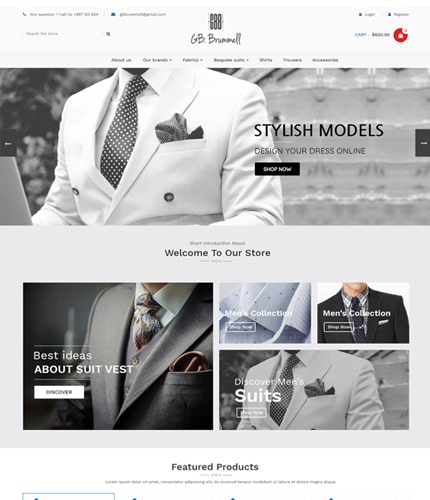 Any question ? Call us +987 123 654
gbbrummell@gmail.com
Login
Register
Search the store
GBB
GB. Brummell
CART - $600.00
About us
Our brands
Fabrics
Bespoke suits
Shirts
Trousers
Accessories
STYLISH MODELS
DESIGN YOUR DRESS ONLINE
SHOP NOW
Short Introduction About
Welcome To Our Store
Best ideas
ABOUT SUIT VEST
DISCOVER
Men's Collection
Shop Now
Men's Collection
Shop Now
Discover Men's
Suits
Shop Now
Featured Products
Lorem ipsum dolor sit amet, consectetur adipiscing elit, do eiusmod tempor incididunt ut labore et dolore magna aliqua.